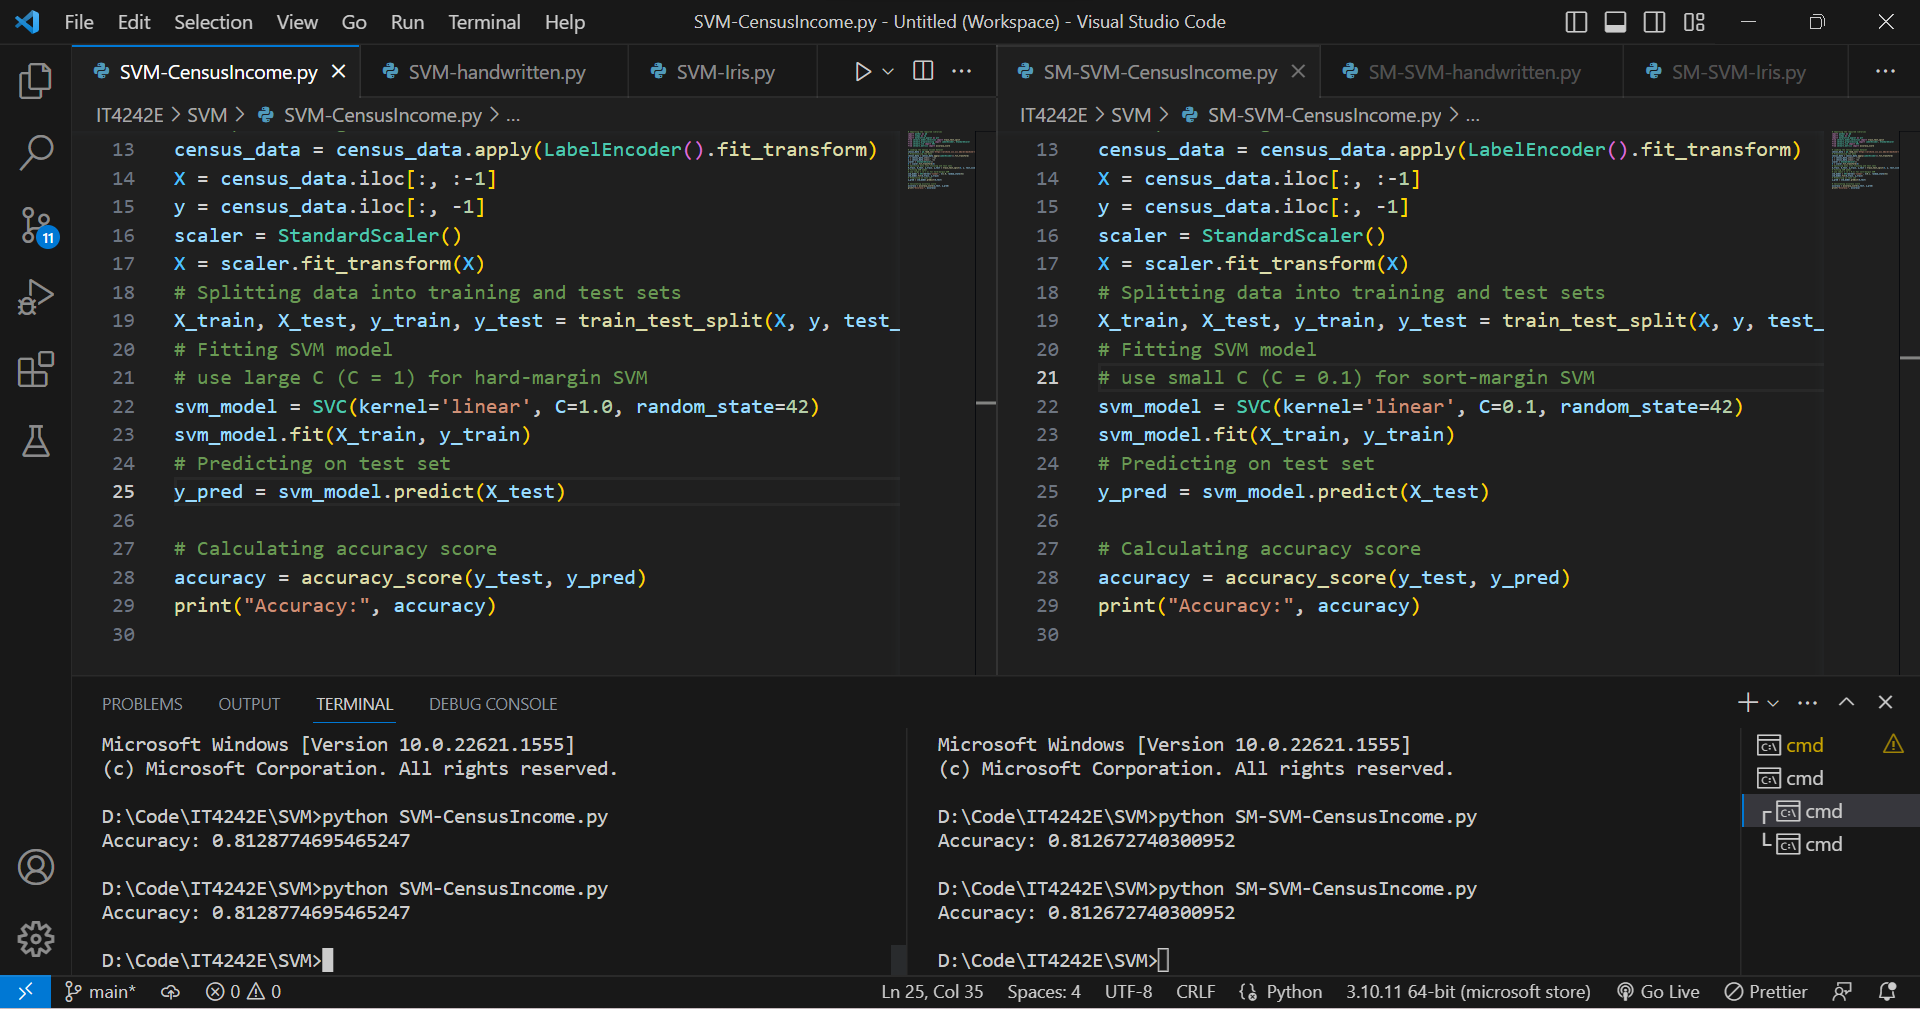 File Edit Selection View Go Run Terminal Help SVM-CensusIncome.py - Untitled (Workspace) - Visual Studio Code
SVM-CensusIncome.py SVM-handwritten.py SVM-Iris.py
IT4242E > SVM > SVM-CensusIncome.py > ...
13 census_data = census_data.apply(LabelEncoder().fit_transform)
14 X = census_data.iloc[:, :-1]
15 y = census_data.iloc[:, -1]
16 scaler = StandardScaler()
17 X = scaler.fit_transform(X)
18 # Splitting data into training and test sets
19 X_train, X_test, y_train, y_test = train_test_split(X, y, test_
20 # Fitting SVM model
21 # use large C (C = 1) for hard-margin SVM
22 svm_model = SVC(kernel='linear', C=1.0, random_state=42)
23 svm_model.fit(X_train, y_train)
24 # Predicting on test set
25 y_pred = svm_model.predict(X_test)
26
27 # Calculating accuracy score
28 accuracy = accuracy_score(y_test, y_pred)
29 print("Accuracy:", accuracy)
30
SM-SVM-CensusIncome.py SM-SVM-handwritten.py SM-SVM-Iris.py
IT4242E > SVM > SM-SVM-CensusIncome.py > ...
13 census_data = census_data.apply(LabelEncoder().fit_transform)
14 X = census_data.iloc[:, :-1]
15 y = census_data.iloc[:, -1]
16 scaler = StandardScaler()
17 X = scaler.fit_transform(X)
18 # Splitting data into training and test sets
19 X_train, X_test, y_train, y_test = train_test_split(X, y, test_
20 # Fitting SVM model
21 # use small C (C = 0.1) for sort-margin SVM
22 svm_model = SVC(kernel='linear', C=0.1, random_state=42)
23 svm_model.fit(X_train, y_train)
24 # Predicting on test set
25 y_pred = svm_model.predict(X_test)
26
27 # Calculating accuracy score
28 accuracy = accuracy_score(y_test, y_pred)
29 print("Accuracy:", accuracy)
30
11
PROBLEMS OUTPUT TERMINAL DEBUG CONSOLE
Microsoft Windows [Version 10.0.22621.1555]
(c) Microsoft Corporation. All rights reserved.
D:\Code\IT4242E\SVM>python SVM-CensusIncome.py
Accuracy: 0.8128774695465247
D:\Code\IT4242E\SVM>python SVM-CensusIncome.py
Accuracy: 0.8128774695465247
D:\Code\IT4242E\SVM>
Microsoft Windows [Version 10.0.22621.1555]
(c) Microsoft Corporation. All rights reserved.
D:\Code\IT4242E\SVM>python SM-SVM-CensusIncome.py
Accuracy: 0.812672740300952
D:\Code\IT4242E\SVM>python SM-SVM-CensusIncome.py
Accuracy: 0.812672740300952
D:\Code\IT4242E\SVM>
cmd
cmd
cmd
cmd
main* 0 0 Ln 25, Col 35 Spaces: 4 UTF-8 CRLF Python 3.10.11 64-bit (microsoft store) Go Live Prettier